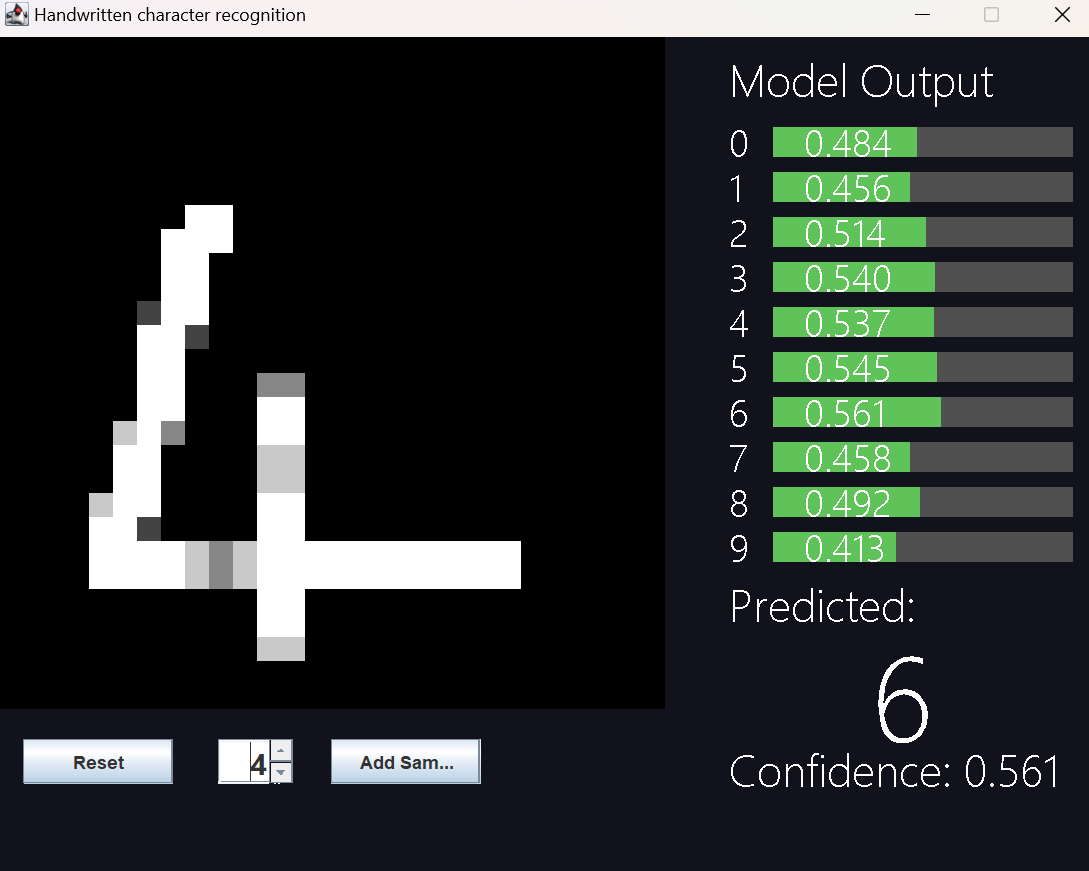 Handwritten character recognition
4
Model Output
0 0.484
1 0.456
2 0.514
3 0.540
4 0.537
5 0.545
6 0.561
7 0.458
8 0.492
9 0.413
Predicted:
6
Confidence: 0.561
Reset 4 Add Sam...